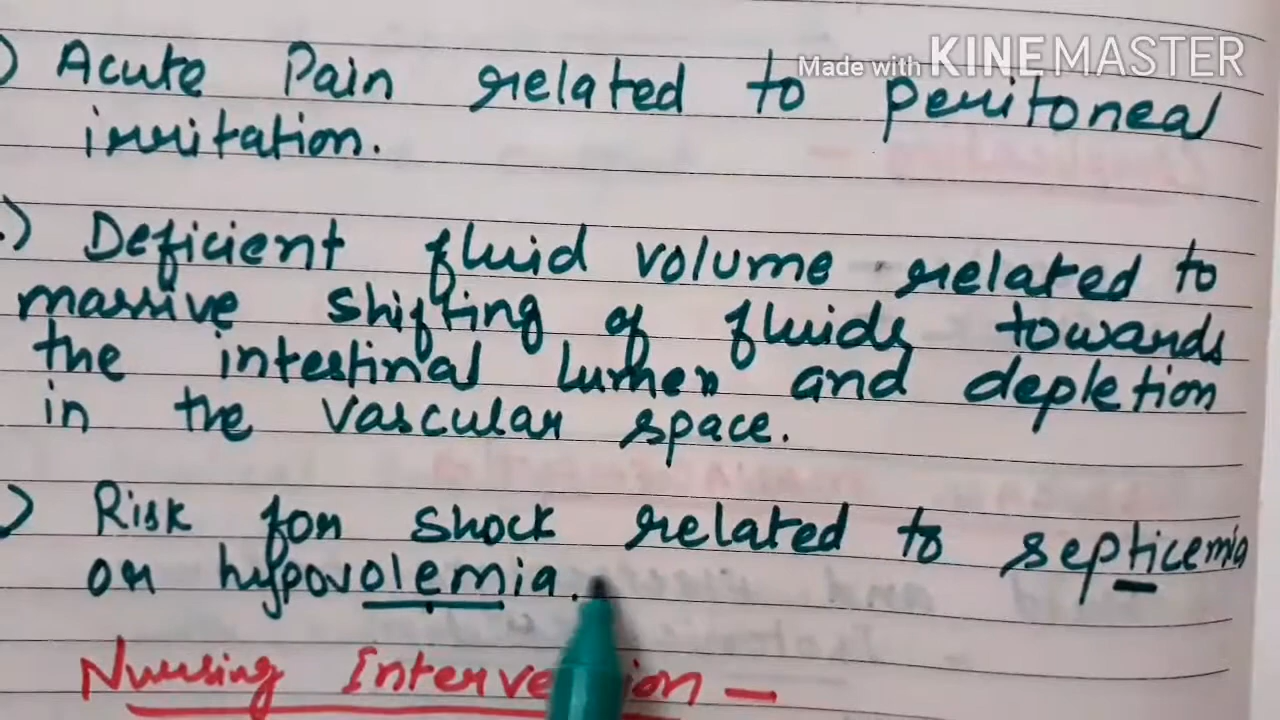 ) Acute Pain related to peritoneal
irritation.
.) Deficient fluid volume related to
massive shifting of fluids towards
the intestinal lumen and depletion
in the vascular space.
) Risk for shock related to septicemia
or hypovolemia.
Nursing Intervention -
Made with KINEMASTER